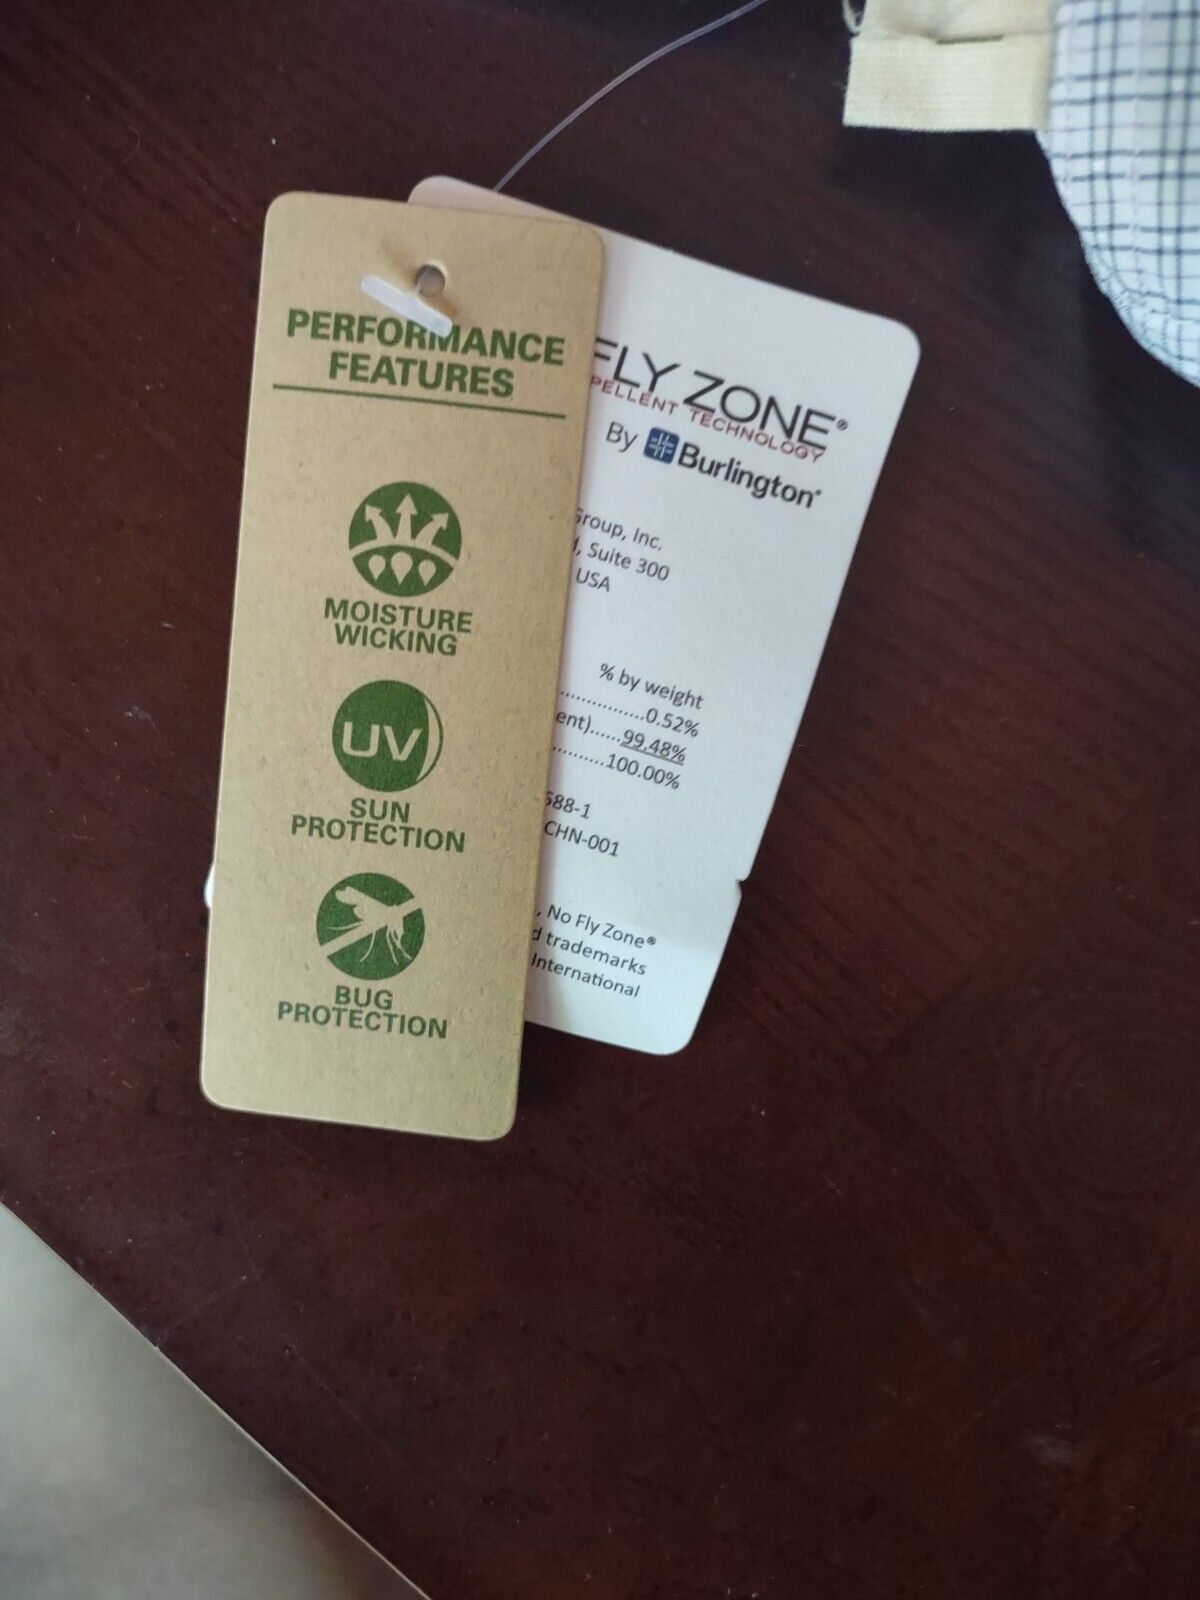 PERFORMANCE
FEATURES
MOISTURE
WICKING
UV
SUN
PROTECTION
BUG
PROTECTION
FLY ZONE®
PELLENT TECHNOLOGY
By Burlington
Group, Inc.
, Suite 300
USA
% by weight
..................0.52%
ent)......99.48%
...........100.00%
588-1
CHN-001
, No Fly Zone®
d trademarks
International